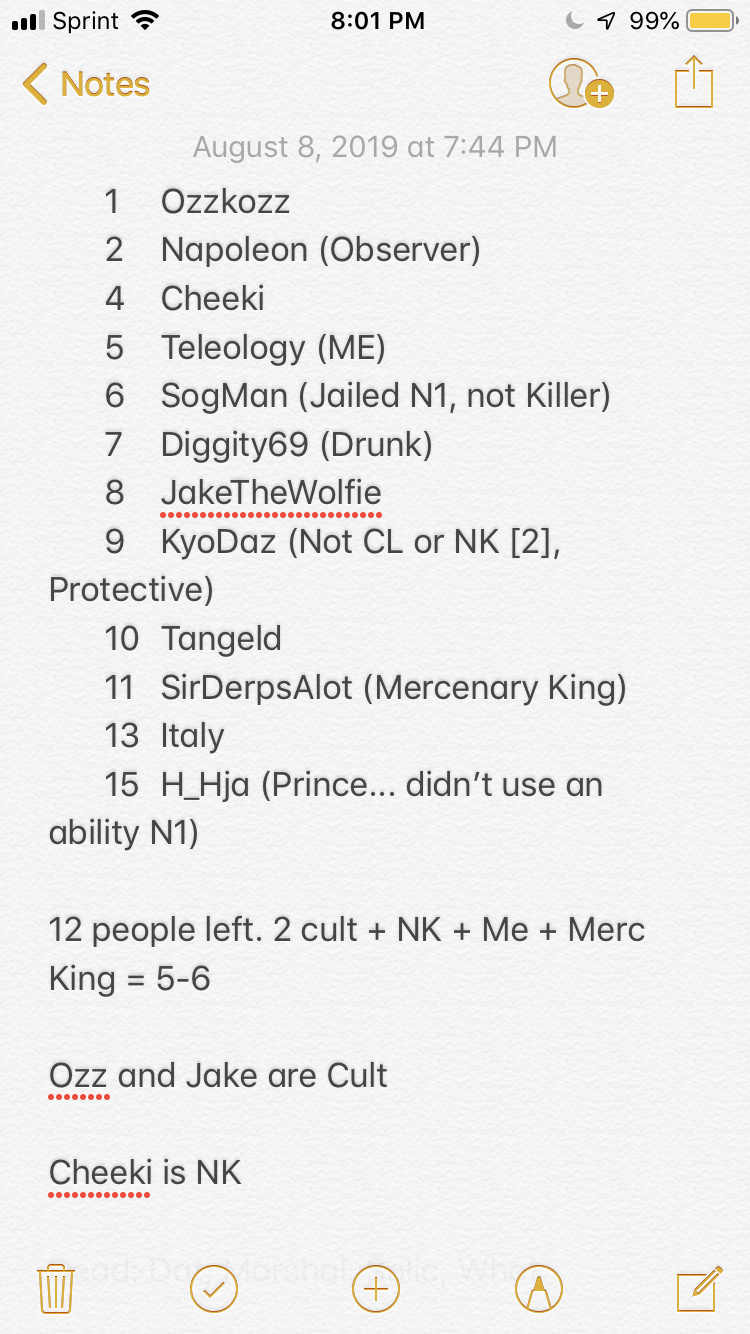 Sprint 8:01 PM 99%
Notes
August 8, 2019 at 7:44 PM
1 Ozzkozz
2 Napoleon (Observer)
4 Cheeki
5 Teleology (ME)
6 SogMan (Jailed N1, not Killer)
7 Diggity69 (Drunk)
8 JakeTheWolfie
9 KyoDaz (Not CL or NK [2],
Protective)
10 Tangeld
11 SirDerpsAlot (Mercenary King)
13 Italy
15 H_Hja (Prince... didn’t use an
ability N1)
12 people left. 2 cult + NK + Me + Merc
King = 5-6
Ozz and Jake are Cult
Cheeki is NK
Marshal